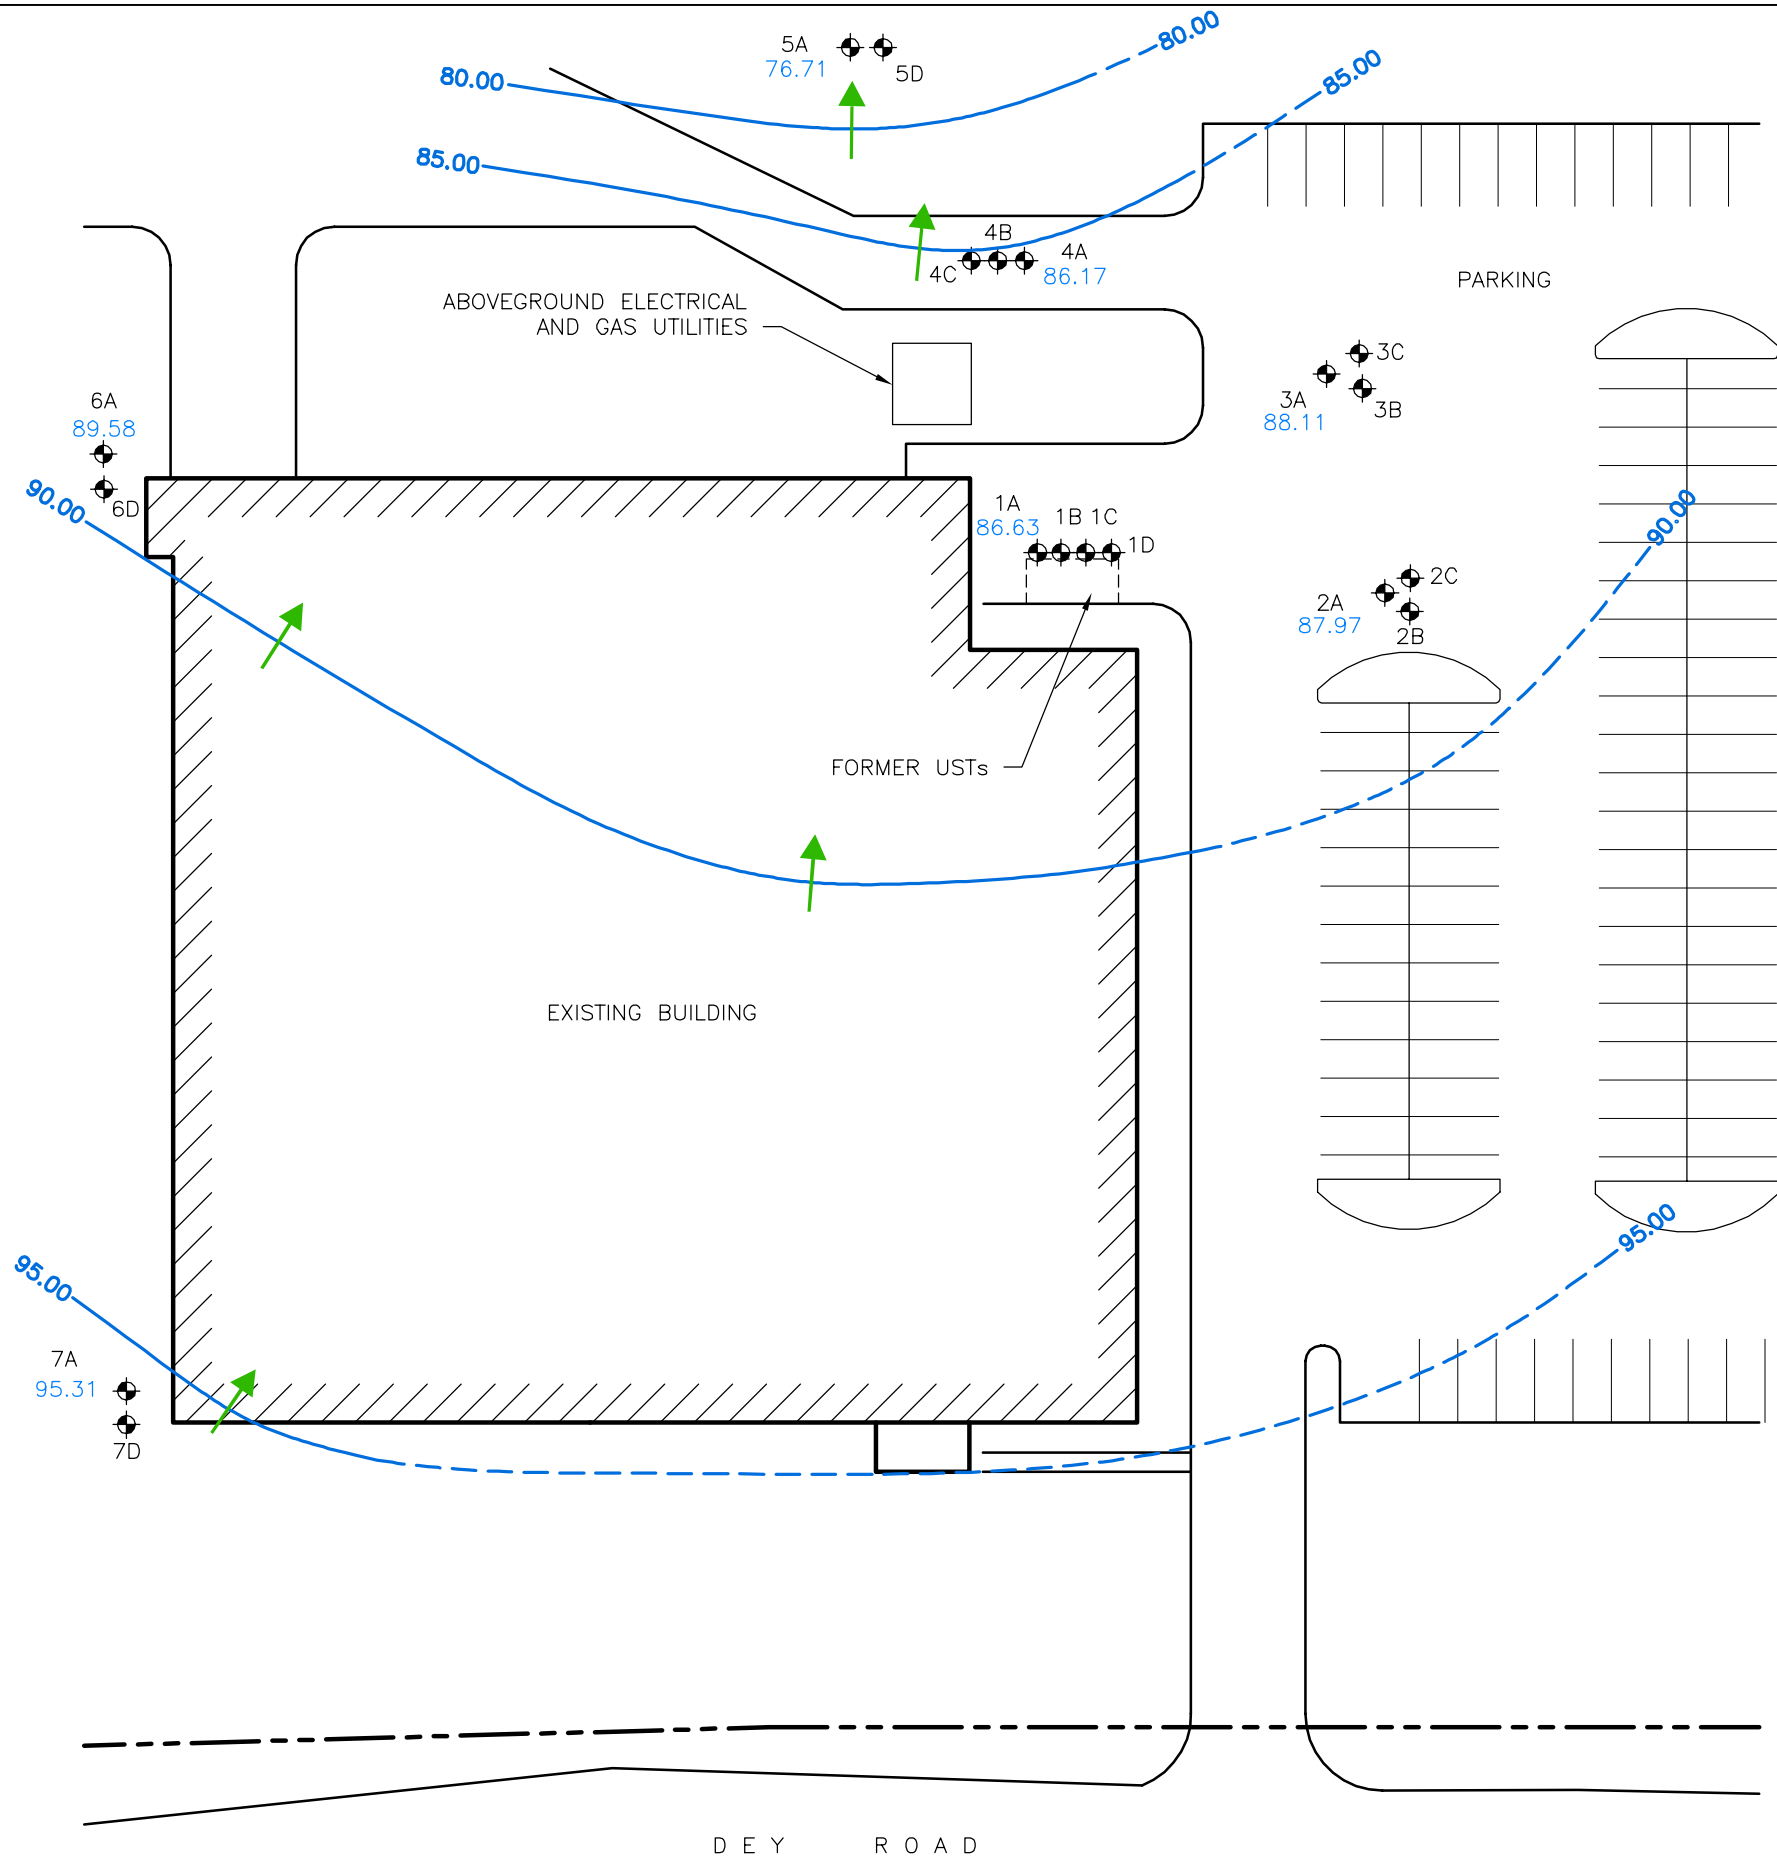 80.00
5A
76.71
5D
80.00
85.00
85.00
4B
4A
4C
86.17
PARKING
ABOVEGROUND ELECTRICAL
AND GAS UTILITIES
3C
3A
88.11
3B
6A
89.58
6D
90.00
1A
86.63
1B
1C
1D
90.00
2C
2A
87.97
2B
FORMER USTs
EXISTING BUILDING
95.00
95.00
7A
95.31
7D
DEY ROAD